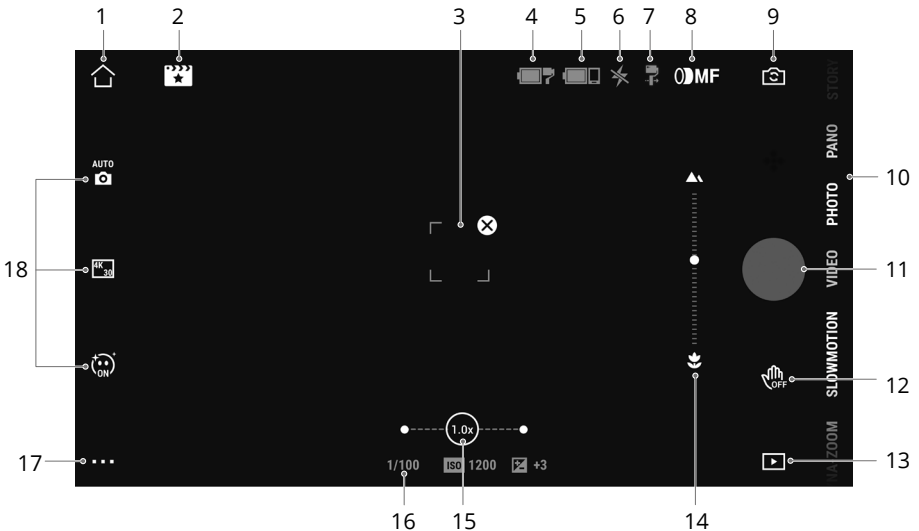 1 2 3 4 5 6 7 8 9
MF
STORY
PANO
PHOTO
VIDEO
SLOWMOTION
NA-ZOOM
10
11
12
13
AUTO
4K
30
ON
OFF
18
17
1.0x
1/100 ISO 1200 +3
16 15 14